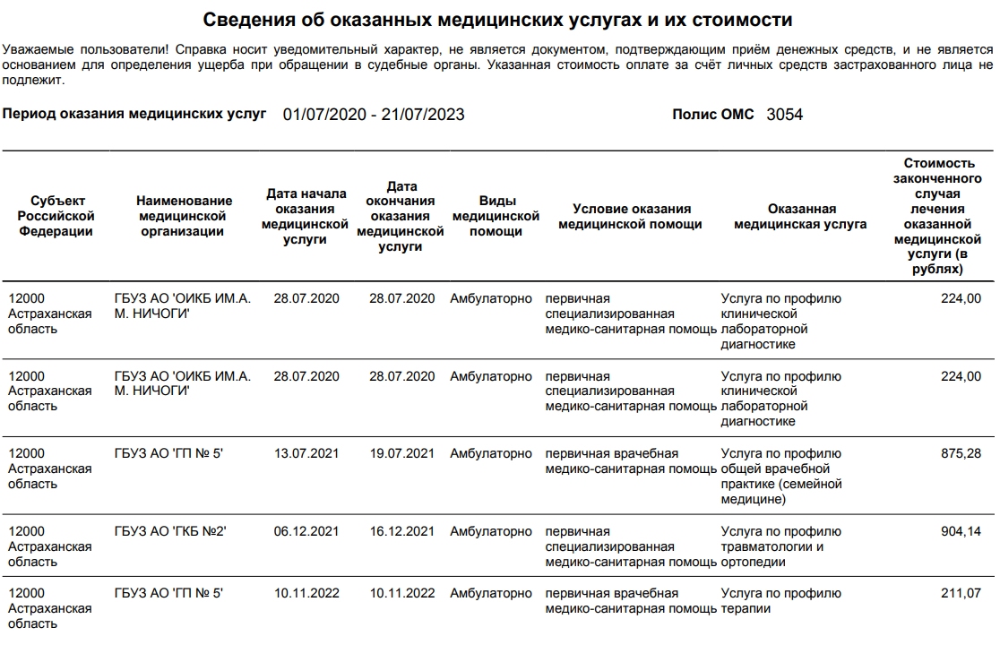 Сведения об оказанных медицинских услугах и их стоимости
Уважаемые пользователи! Справка носит уведомительный характер, не является документом, подтверждающим приём денежных средств, и не является
основанием для определения ущерба при обращении в судебные органы. Указанная стоимость оплате за счёт личных средств застрахованного лица не
подлежит.
Период оказания медицинских услуг 01/07/2020 - 21/07/2023 Полис ОМС 3054
Субъект
Российской
Федерации
Наименование
медицинской
организации
Дата начала
оказания
медицинской
услуги
Дата
окончания
оказания
медицинской
услуги
Виды
медицинской
помощи
Условие оказания
медицинской помощи
Оказанная
медицинская услуга
Стоимость
законченного
случая
лечения
оказанной
медицинской
услуги (в
рублях)
12000
Астраханская
область
ГБУЗ АО 'ОИКБ ИМ.А.
М. НИЧОГИ'
28.07.2020
28.07.2020
Амбулаторно
первичная
специализированная
медико-санитарная помощь
Услуга по профилю
клинической
лабораторной
диагностике
224,00
12000
Астраханская
область
ГБУЗ АО 'ОИКБ ИМ.А.
М. НИЧОГИ'
28.07.2020
28.07.2020
Амбулаторно
первичная
специализированная
медико-санитарная помощь
Услуга по профилю
клинической
лабораторной
диагностике
224,00
12000
Астраханская
область
ГБУЗ АО 'ГП № 5'
13.07.2021
19.07.2021
Амбулаторно
первичная врачебная
медико-санитарная помощь
Услуга по профилю
общей врачебной
практике (семейной
медицине)
875,28
12000
Астраханская
область
ГБУЗ АО 'ГКБ №2'
06.12.2021
16.12.2021
Амбулаторно
первичная
специализированная
медико-санитарная помощь
Услуга по профилю
травматологии и
ортопедии
904,14
12000
Астраханская
область
ГБУЗ АО 'ГП № 5'
10.11.2022
10.11.2022
Амбулаторно
первичная врачебная
медико-санитарная помощь
Услуга по профилю
терапии
211,07